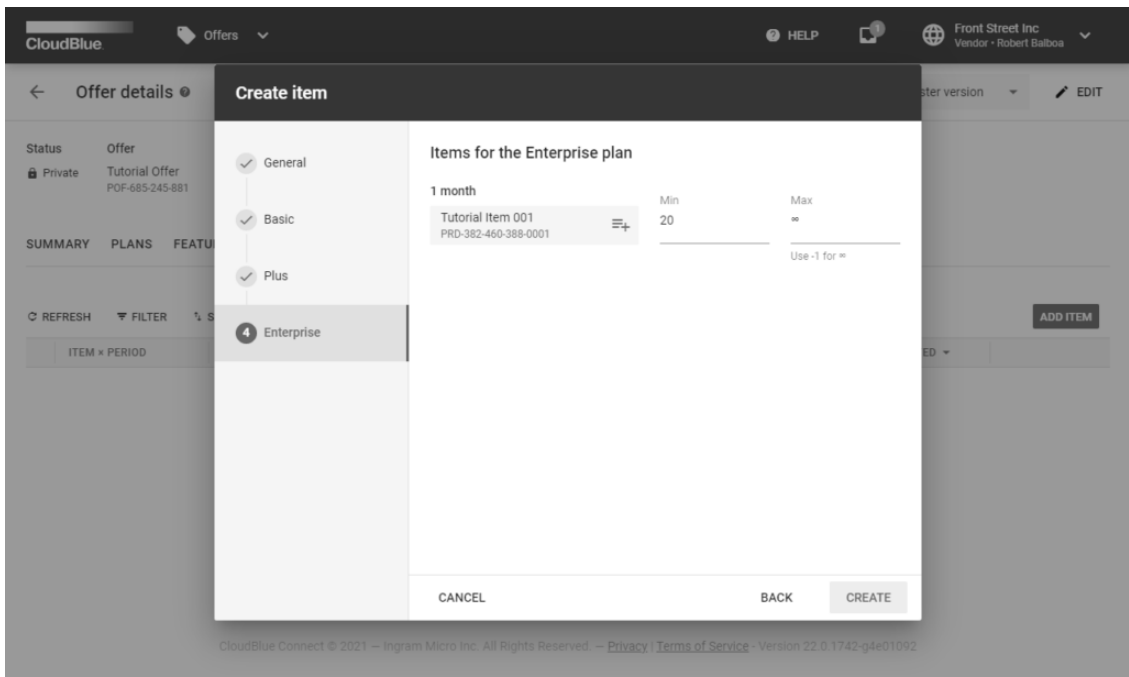 CloudBlue
Offers
HELP
1
Front Street Inc
Vendor • Robert Balboa
Offer details
ster version
EDIT
Create item
Status
Offer
Private
Tutorial Offer
POF-685-245-881
SUMMARY PLANS FEATU
REFRESH FILTER S
ADD ITEM
ITEM × PERIOD
ED
General
Basic
Plus
4 Enterprise
Items for the Enterprise plan
1 month
Tutorial Item 001
PRD-382-460-388-0001
Min
20
Max
∞
Use -1 for ∞
CANCEL
BACK
CREATE
CloudBlue Connect © 2021 — Ingram Micro Inc. All Rights Reserved. — Privacy | Terms of Service - Version 22.0.1742-g4e01092